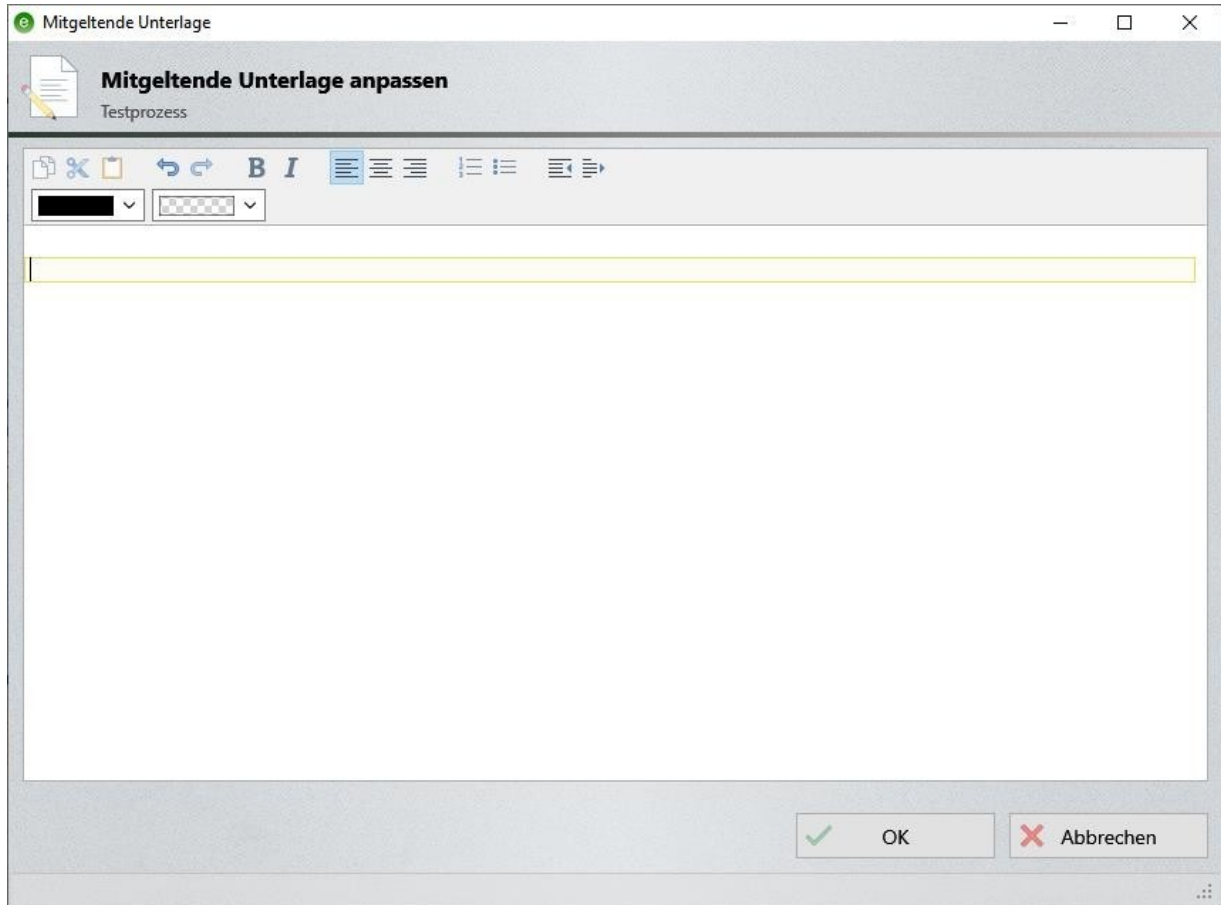 e Mitgeltende Unterlage
Mitgeltende Unterlage anpassen
Testprozess
B I
OK
Abbrechen